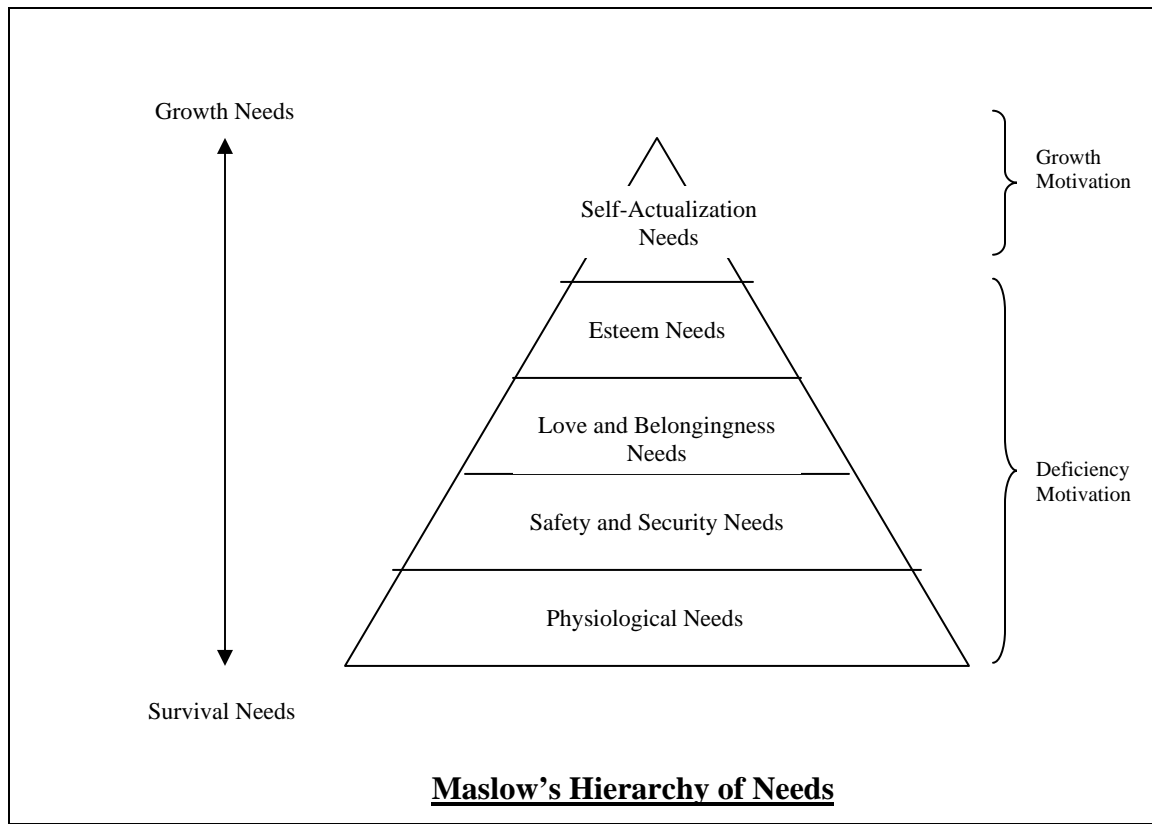 Growth Needs
Growth
Motivation
Self-Actualization
Needs
Esteem Needs
Love and Belongingness
Needs
Deficiency
Motivation
Safety and Security Needs
Physiological Needs
Survival Needs
Maslow’s Hierarchy of Needs